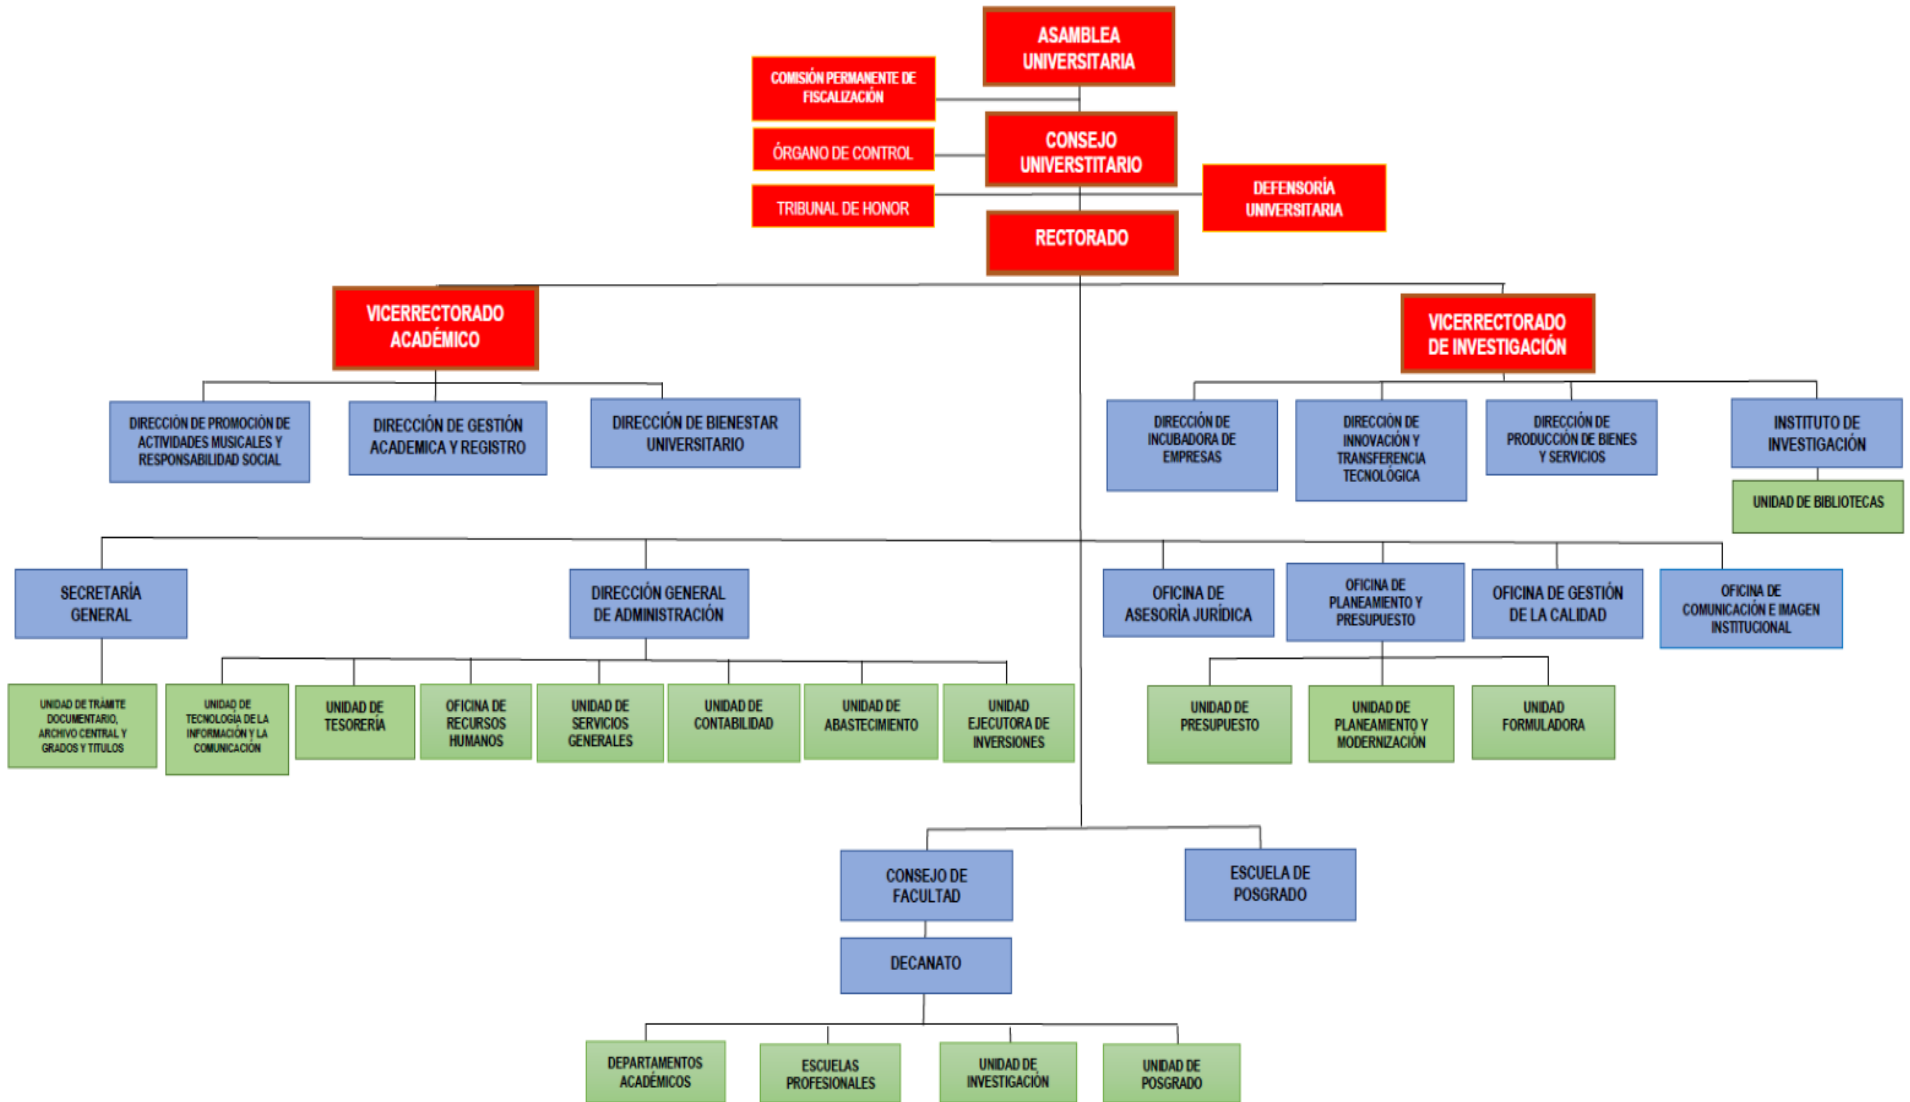 ASAMBLEA
UNIVERSITARIA
COMISIÓN PERMANENTE DE
FISCALIZACIÓN
CONSEJO
UNIVERSTITARIO
ÓRGANO DE CONTROL
TRIBUNAL DE HONOR
DEFENSORÍA
UNIVERSITARIA
RECTORADO
VICERRECTORADO
ACADÉMICO
VICERRECTORADO
DE INVESTIGACIÓN
DIRECCIÓN DE PROMOCIÓN DE
ACTIVIDADES MUSICALES Y
RESPONSABILIDAD SOCIAL
DIRECCIÓN DE GESTIÓN
ACADEMICA Y REGISTRO
DIRECCIÓN DE BIENESTAR
UNIVERSITARIO
DIRECCIÓN DE
INCUBADORA DE
EMPRESAS
DIRECCIÓN DE
INNOVACIÓN Y
TRANSFERENCIA
TECNOLÓGICA
DIRECCIÓN DE
PRODUCCIÓN DE BIENES
Y SERVICIOS
INSTITUTO DE
INVESTIGACIÓN
UNIDAD DE BIBLIOTECAS
SECRETARÍA
GENERAL
DIRECCIÓN GENERAL
DE ADMINISTRACIÓN
OFICINA DE
ASESORÌA JURÍDICA
OFICINA DE
PLANEAMIENTO Y
PRESUPUESTO
OFICINA DE GESTIÓN
DE LA CALIDAD
OFICINA DE
COMUNICACIÓN E IMAGEN
INSTITUCIONAL
UNIDAD DE TRÁMITE
DOCUMENTARIO,
ARCHIVO CENTRAL Y
GRADOS Y TITULOS
UNIDAD DE
TECNOLOGÍA DE LA
INFORMACIÓN Y LA
COMUNICACIÓN
UNIDAD DE
TESORERÍA
OFICINA DE
RECURSOS
HUMANOS
UNIDAD DE
SERVICIOS
GENERALES
UNIDAD DE
CONTABILIDAD
UNIDAD DE
ABASTECIMIENTO
UNIDAD
EJECUTORA DE
INVERSIONES
UNIDAD DE
PRESUPUESTO
UNIDAD DE
PLANEAMIENTO Y
MODERNIZACIÓN
UNIDAD
FORMULADORA
CONSEJO DE
FACULTAD
ESCUELA DE
POSGRADO
DECANATO
DEPARTAMENTOS
ACADÉMICOS
ESCUELAS
PROFESIONALES
UNIDAD DE
INVESTIGACIÓN
UNIDAD DE
POSGRADO